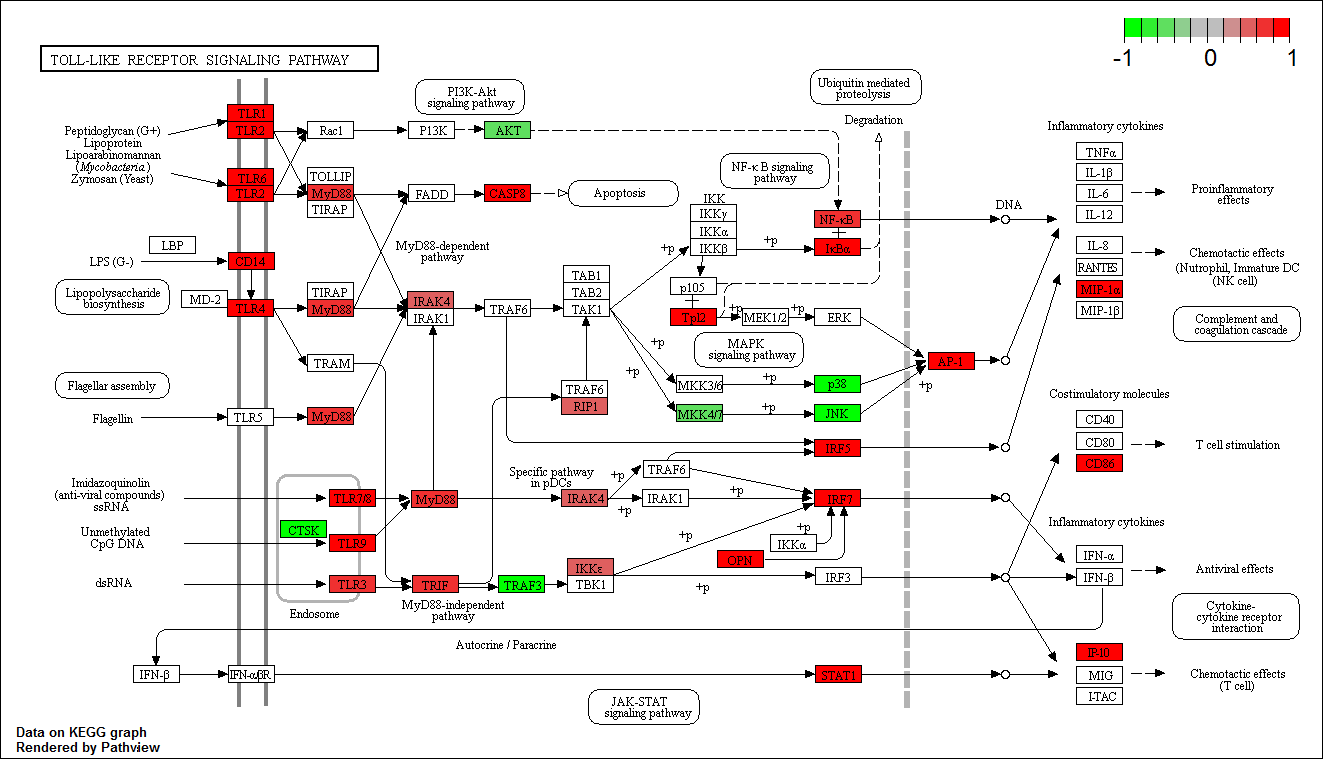 -1 0 1
TOLL-LIKE RECEPTOR SIGNALING PATHWAY
PI3K-Akt
signaling pathway
Ubiquitin mediated
proteolysis
Degradation
TLR1
TLR2
Peptidoglycan (G+)
Lipoprotein
Lipoarabinomannan
(Mycobacteria)
Zymosan (Yeast)
Rac1
P13K
AKT
Inflammatory cytokines
TNFα
IL-1β
IL-6
IL-12
Proinflammatory
effects
TLR6
TLR2
TOLLIP
MyD88
TIRAP
FADD
CASP8
Apoptosis
NF-κB signaling
pathway
IKK
IKKγ
IKKα
IKKβ
+p
+p
NF-κB
IκBα
DNA
LBP
LPS (G-)
CD14
MyD88-dependent
pathway
IL-8
RANTES
MIP-1α
MIP-1β
Chemotactic effects
(Nutrophil, Immature DC
(NK cell)
Lipopolysaccharide
biosynthesis
MD-2
TLR4
TIRAP
MyD88
IRAK4
IRAK1
TRAF6
TAB1
TAB2
TAK1
p105
Tpl2
+p
MEK1/2
+p
ERK
Complement and
coagulation cascade
TRAM
+p
+p
MAPK
signaling pathway
AP-1
+p
Flagellar assembly
TRAF6
RIP1
MKK3/6
+p
p38
MKK4/7
+p
JNK
Flagellin
TLR5
MyD88
Costimulatory molecules
CD40
CD80
CD86
T cell stimulation
IRF5
Imidazoquinolin
(anti-viral compounds)
ssRNA
TLR7/8
MyD88
Specific pathway
in pDCs
IRAK4
+p
+p
TRAF6
IRAK1
+p
IRF7
+p
Unmethylated
CpG DNA
CTSK
TLR9
+p
IKKα
OPN
Inflammatory cytokines
IFN-α
IFN-β
Antiviral effects
dsRNA
TLR3
TRIF
TRAF3
IKKε
TBK1
+p
IRF3
Endosome
MyD88-independent
pathway
Cytokine-
cytokine receptor
interaction
Autocrine / Paracrine
IFN-β
IFN-α/βR
STAT1
IP-10
MIG
I-TAC
Chemotactic effects
(T cell)
JAK-STAT
signaling pathway
Data on KEGG graph
Rendered by Pathview